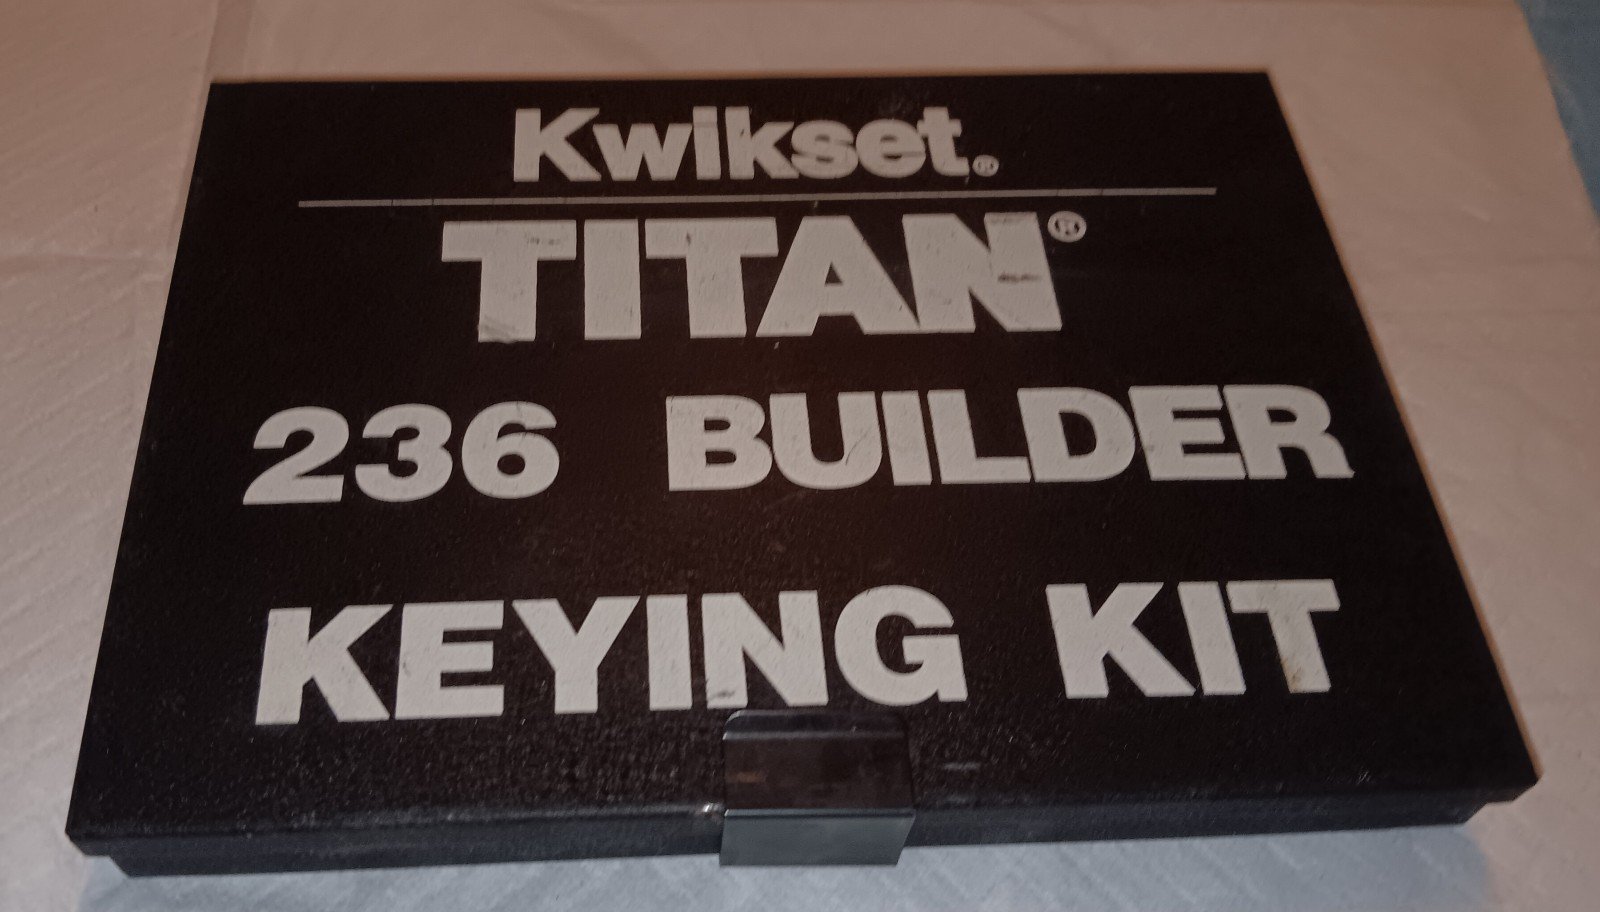 Kwikset®
TITAN®
236 BUILDER
KEYING KIT